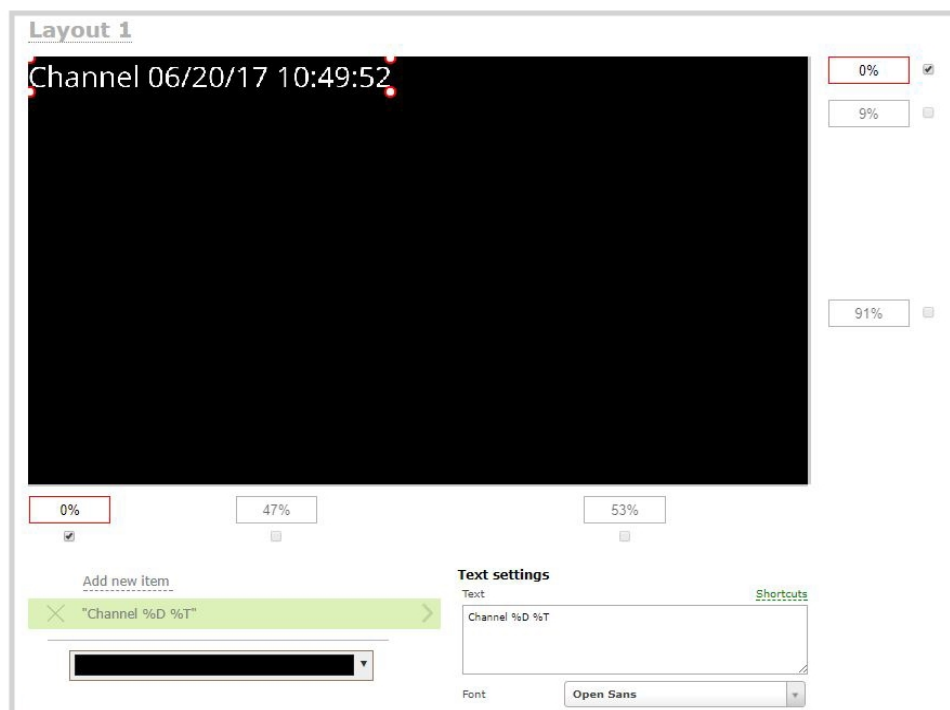 Layout 1
Channel 06/20/17 10:49:52
0%
9%
91%
0%
47%
53%
Add new item
"Channel %D %T"
Text settings
Text
Shortcuts
Channel %D %T
Font
Open Sans